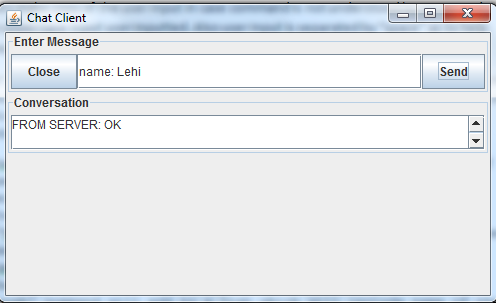 Chat Client
Enter Message
Close name: Lehi Send
Conversation
FROM SERVER: OK